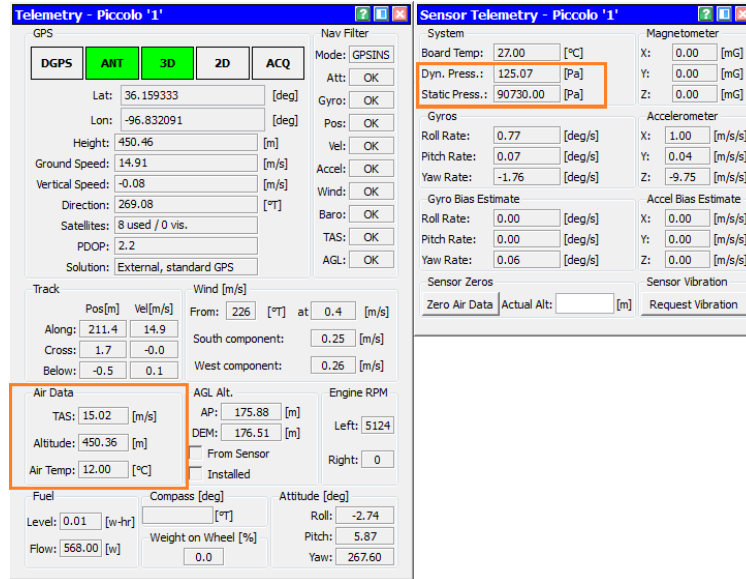 Telemetry - Piccolo '1'
GPS
DGPS ANT 3D 2D ACQ
Lat: 36.159333 [deg]
Lon: -96.832091 [deg]
Height: 450.46 [m]
Ground Speed: 14.91 [m/s]
Vertical Speed: -0.08 [m/s]
Direction: 269.08 [°T]
Satellites: 8 used / 0 vis.
PDOP: 2.2
Solution: External, standard GPS
Nav Filter
Mode: GPSINS
Att: OK
Gyro: OK
Pos: OK
Vel: OK
Accel: OK
Wind: OK
Baro: OK
TAS: OK
AGL: OK
Track
Pos[m] Vel[m/s]
Along: 211.4 14.9
Cross: 1.7 -0.0
Below: -0.5 0.1
Wind [m/s]
From: 226 [°T] at 0.4 [m/s]
South component: 0.25 [m/s]
West component: 0.26 [m/s]
Air Data
TAS: 15.02 [m/s]
Altitude: 450.36 [m]
Air Temp: 12.00 [°C]
AGL Alt.
AP: 175.88 [m]
DEM: 176.51 [m]
From Sensor
Installed
Engine RPM
Left: 5124
Right: 0
Fuel
Level: 0.01 [w-hr]
Flow: 568.00 [w]
Compass [deg]
[°T]
Weight on Wheel [%]
0.0
Attitude [deg]
Roll: -2.74
Pitch: 5.87
Yaw: 267.60
Sensor Telemetry - Piccolo '1'
System
Board Temp: 27.00 [°C]
Dyn. Press.: 125.07 [Pa]
Static Press.: 90730.00 [Pa]
Magnetometer
X: 0.00 [mG]
Y: 0.00 [mG]
Z: 0.00 [mG]
Gyros
Roll Rate: 0.77 [deg/s]
Pitch Rate: 0.07 [deg/s]
Yaw Rate: -1.76 [deg/s]
Accelerometer
X: 1.00 [m/s/s]
Y: 0.04 [m/s/s]
Z: -9.75 [m/s/s]
Gyro Bias Estimate
Roll Rate: 0.00 [deg/s]
Pitch Rate: 0.00 [deg/s]
Yaw Rate: 0.06 [deg/s]
Accel Bias Estimate
X: 0.00 [m/s/s]
Y: 0.00 [m/s/s]
Z: 0.00 [m/s/s]
Sensor Zeros
Zero Air Data Actual Alt: [m]
Sensor Vibration
Request Vibration